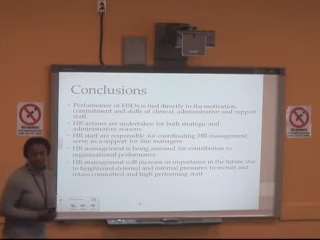 Conclusions
• Performance of HSOs is tied directly to the motivation,
commitment and skills of clinical, administrative and support
staff
• HR actions are undertaken for both strategic and
administrative reasons
• HR staff are responsible for coordinating HR management;
serve as a support for line managers
• HR management is being assessed for contribution to
organisational performance
• HR management will increase in importance in the future due
to heightened external and internal pressures to recruit and
retain committed and high performing staff